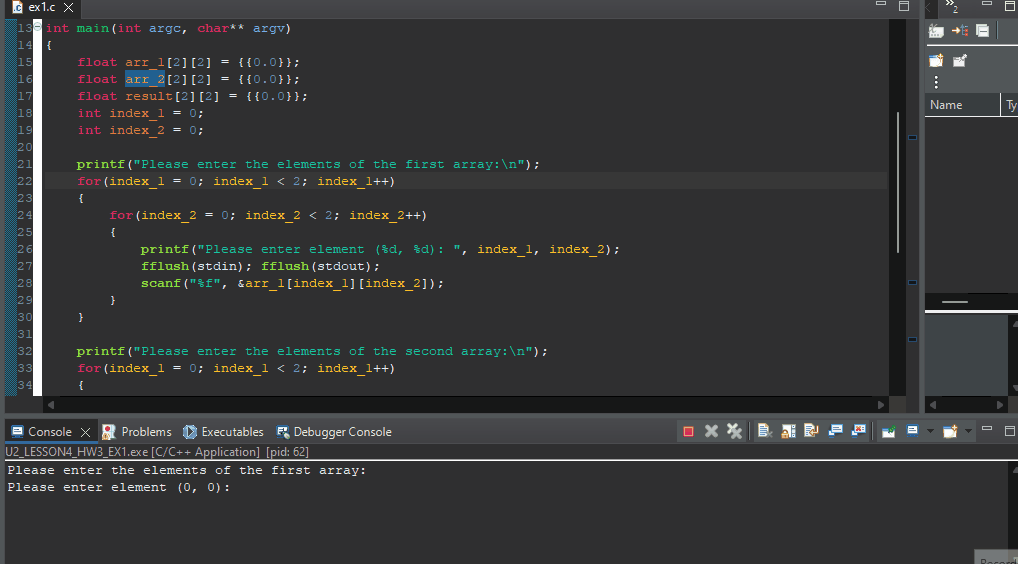 ex1.c
2
13 int main(int argc, char** argv)
14 {
15 float arr_1[2][2] = {{0.0}};
16 float arr_2[2][2] = {{0.0}};
17 float result[2][2] = {{0.0}};
18 int index_1 = 0;
19 int index_2 = 0;
20
21 printf("Please enter the elements of the first array:\n");
22 for(index_1 = 0; index_1 < 2; index_1++)
23 {
24 for(index_2 = 0; index_2 < 2; index_2++)
25 {
26 printf("Please enter element (%d, %d): ", index_1, index_2);
27 fflush(stdin); fflush(stdout);
28 scanf("%f", &arr_1[index_1][index_2]);
29 }
30 }
31
32 printf("Please enter the elements of the second array:\n");
33 for(index_1 = 0; index_1 < 2; index_1++)
34 {
Name Ty
Console Problems Executables Debugger Console
U2_LESSON4_HW3_EX1.exe [C/C++ Application] [pid: 62]
Please enter the elements of the first array:
Please enter element (0, 0):